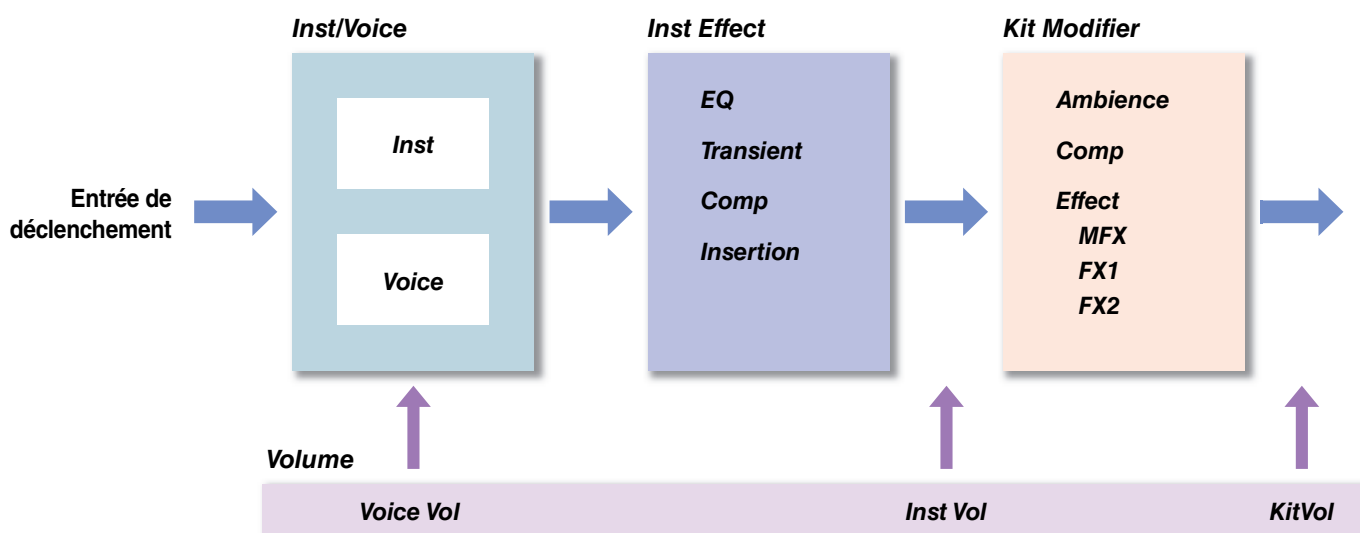 Inst/Voice
Inst Effect
Kit Modifier
Entrée de
déclenchement
Inst
Voice
EQ
Transient
Comp
Insertion
Ambience
Comp
Effect
MFX
FX1
FX2
Volume
Voice Vol
Inst Vol
KitVol